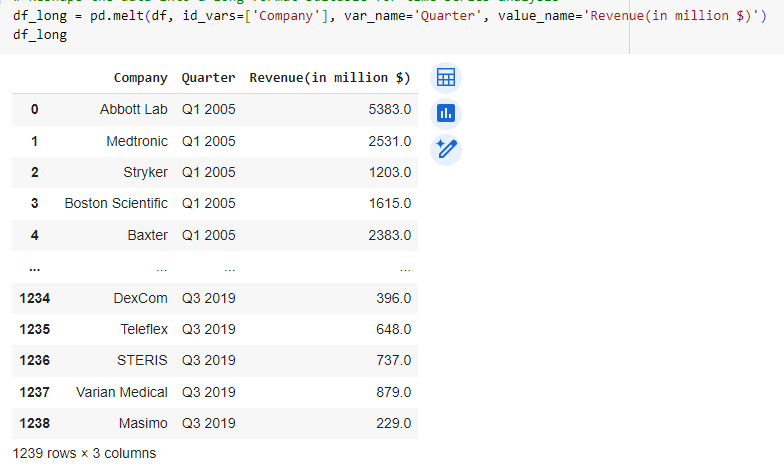 # Reshape the data into a long format suitable for time series analysis
df_long = pd.melt(df, id_vars=['Company'], var_name='Quarter', value_name='Revenue(in million $)')
df_long
Company Quarter Revenue(in million $)
0 Abbott Lab Q1 2005 5383.0
1 Medtronic Q1 2005 2531.0
2 Stryker Q1 2005 1203.0
3 Boston Scientific Q1 2005 1615.0
4 Baxter Q1 2005 2383.0
... ... ... ...
1234 DexCom Q3 2019 396.0
1235 Teleflex Q3 2019 648.0
1236 STERIS Q3 2019 737.0
1237 Varian Medical Q3 2019 879.0
1238 Masimo Q3 2019 229.0
1239 rows × 3 columns